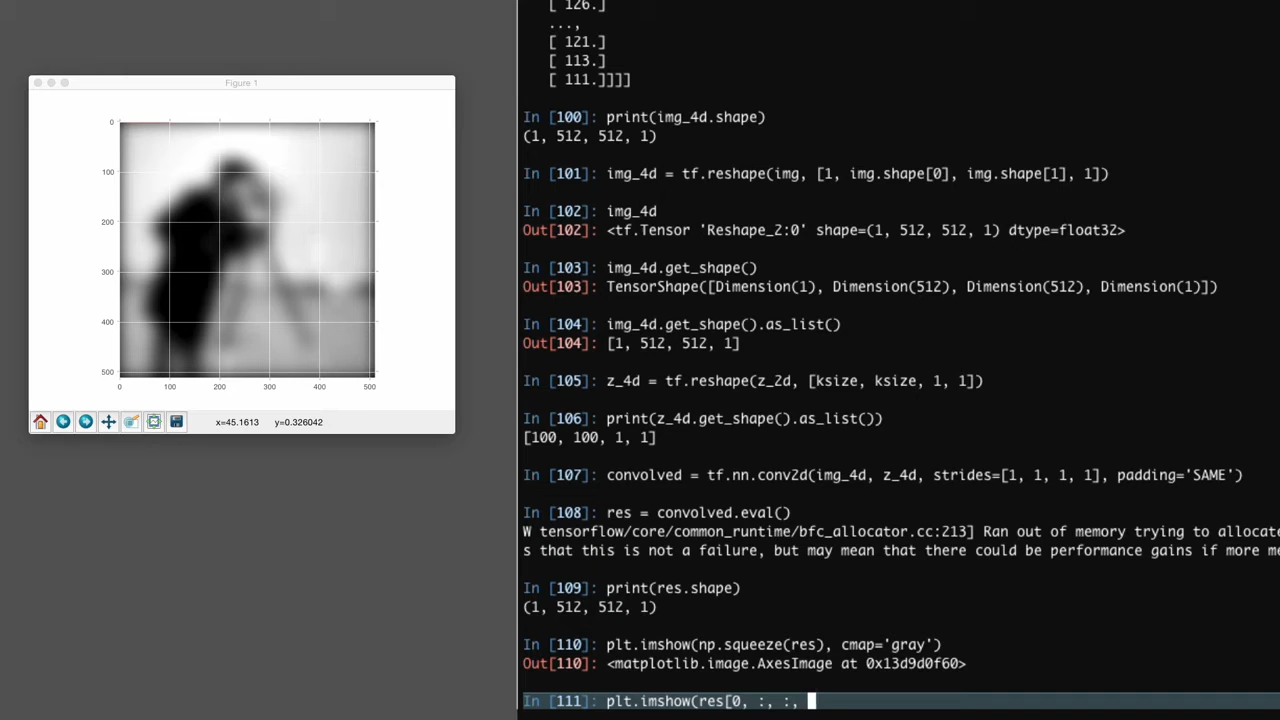 Figure 1
0
100
200
300
400
500
0 100 200 300 400 500
x=45.1613 y=0.326042
[ 126.]
...,
[ 121.]
[ 113.]
[ 111.]]]]
In [100]: print(img_4d.shape)
(1, 512, 512, 1)
In [101]: img_4d = tf.reshape(img, [1, img.shape[0], img.shape[1], 1])
In [102]: img_4d
Out[102]: <tf.Tensor 'Reshape_2:0' shape=(1, 512, 512, 1) dtype=float32>
In [103]: img_4d.get_shape()
Out[103]: TensorShape([Dimension(1), Dimension(512), Dimension(512), Dimension(1)])
In [104]: img_4d.get_shape().as_list()
Out[104]: [1, 512, 512, 1]
In [105]: z_4d = tf.reshape(z_2d, [ksize, ksize, 1, 1])
In [106]: print(z_4d.get_shape().as_list())
[100, 100, 1, 1]
In [107]: convolved = tf.nn.conv2d(img_4d, z_4d, strides=[1, 1, 1, 1], padding='SAME')
In [108]: res = convolved.eval()
W tensorflow/core/common_runtime/bfc_allocator.cc:213] Ran out of memory trying to allocate
s that this is not a failure, but may mean that there could be performance gains if more me
In [109]: print(res.shape)
(1, 512, 512, 1)
In [110]: plt.imshow(np.squeeze(res), cmap='gray')
Out[110]: <matplotlib.image.AxesImage at 0x13d9d0f60>
In [111]: plt.imshow(res[0, :, :,